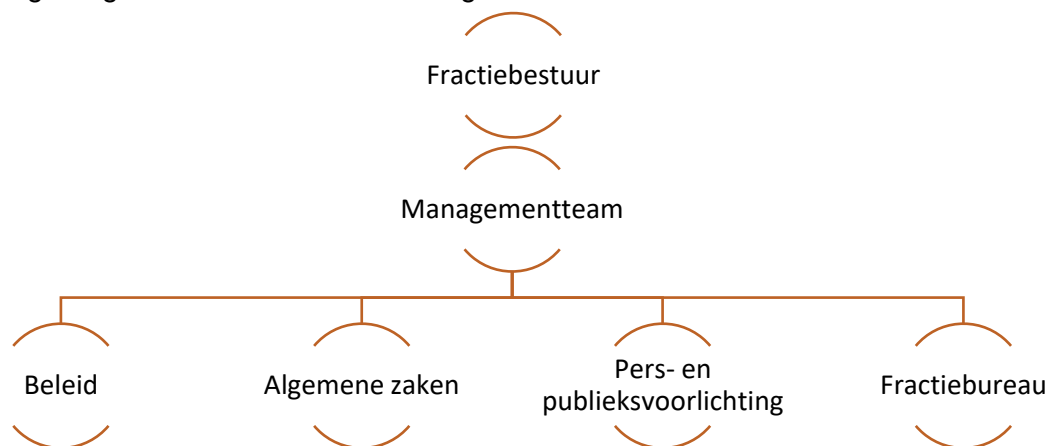 Fractiebestuur
Managementteam
Beleid
Algemene zaken
Pers- en
publieksvoorlichting
Fractiebureau